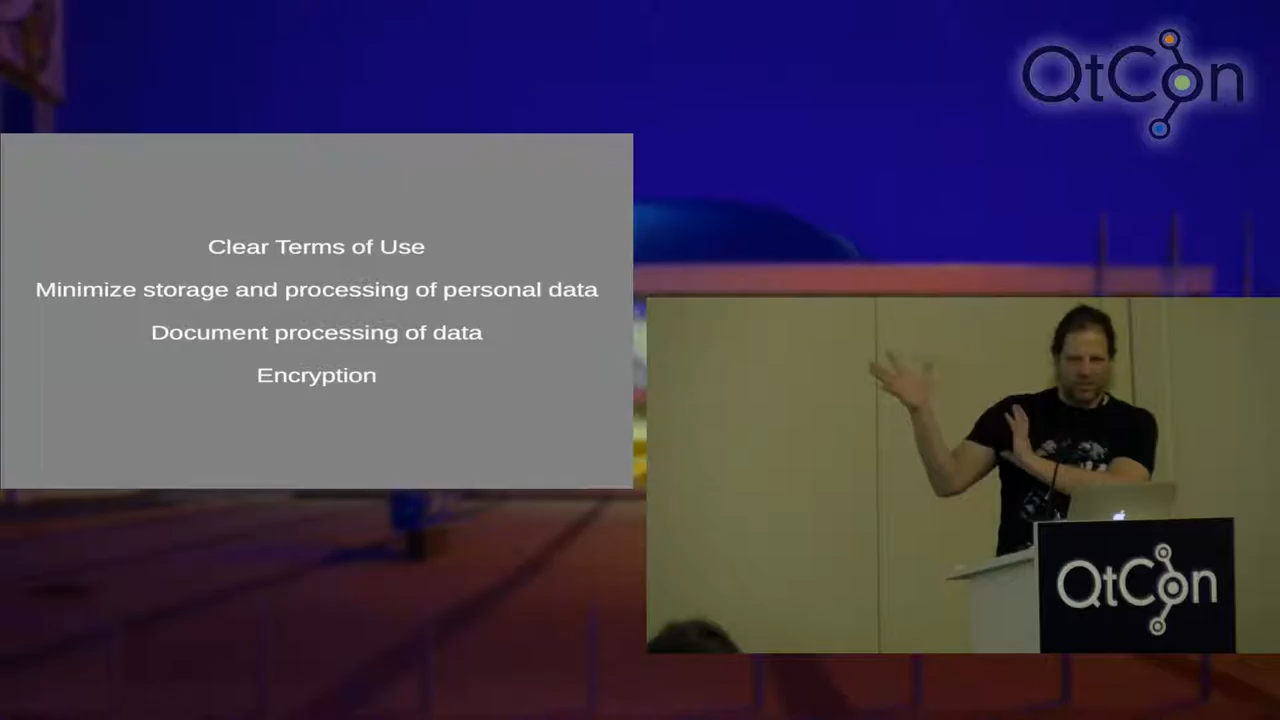 QtCon
Clear Terms of Use
Minimize storage and processing of personal data
Document processing of data
Encryption
QtCon